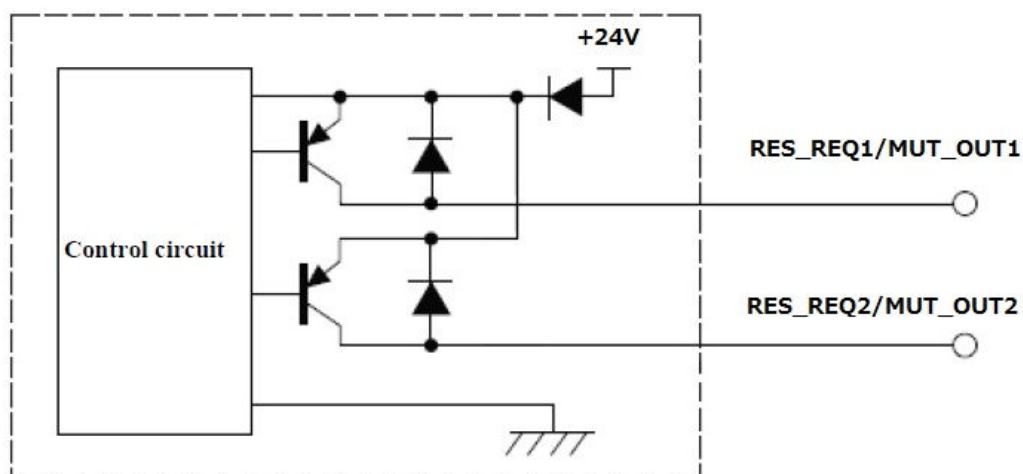 +24V
RES_REQ1/MUT_OUT1
Control circuit
RES_REQ2/MUT_OUT2